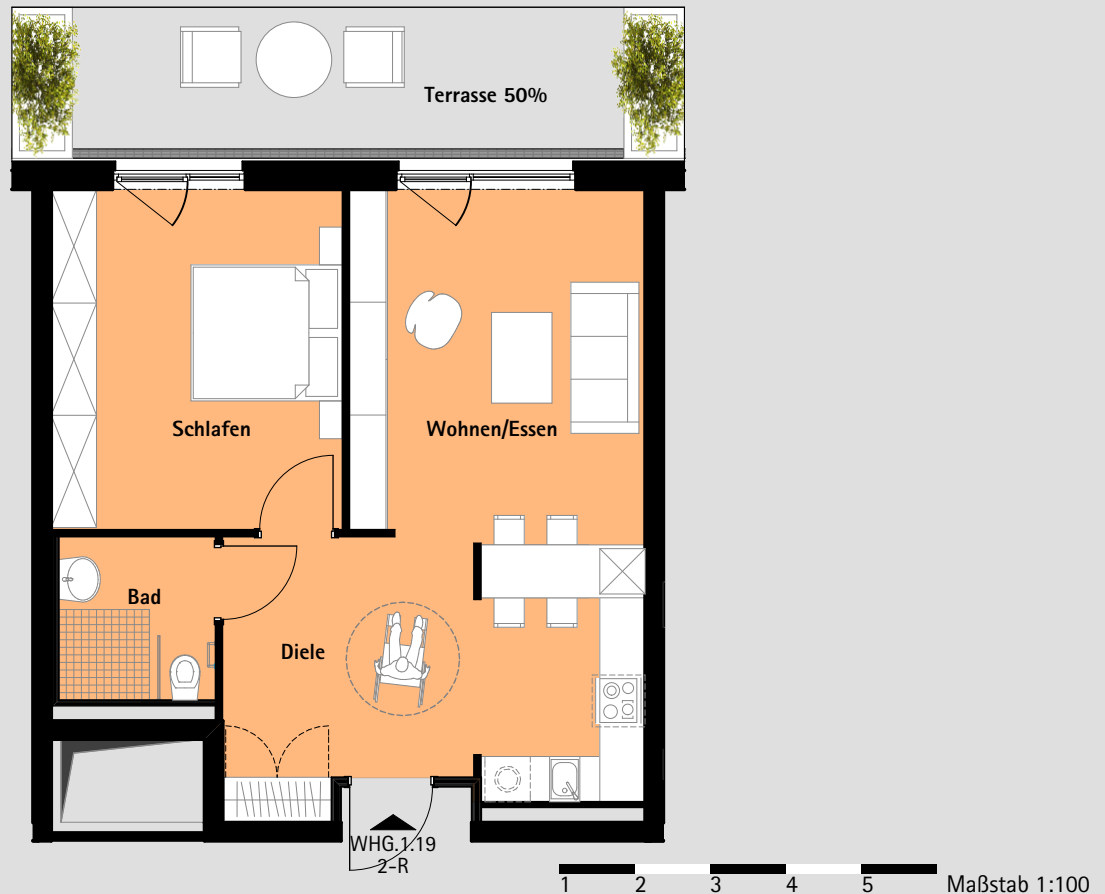 Terrasse 50%
Schlafen
Wohnen/Essen
Bad
Diele
WHG.1.19
2-R
1 2 3 4 5 Maßstab 1:100